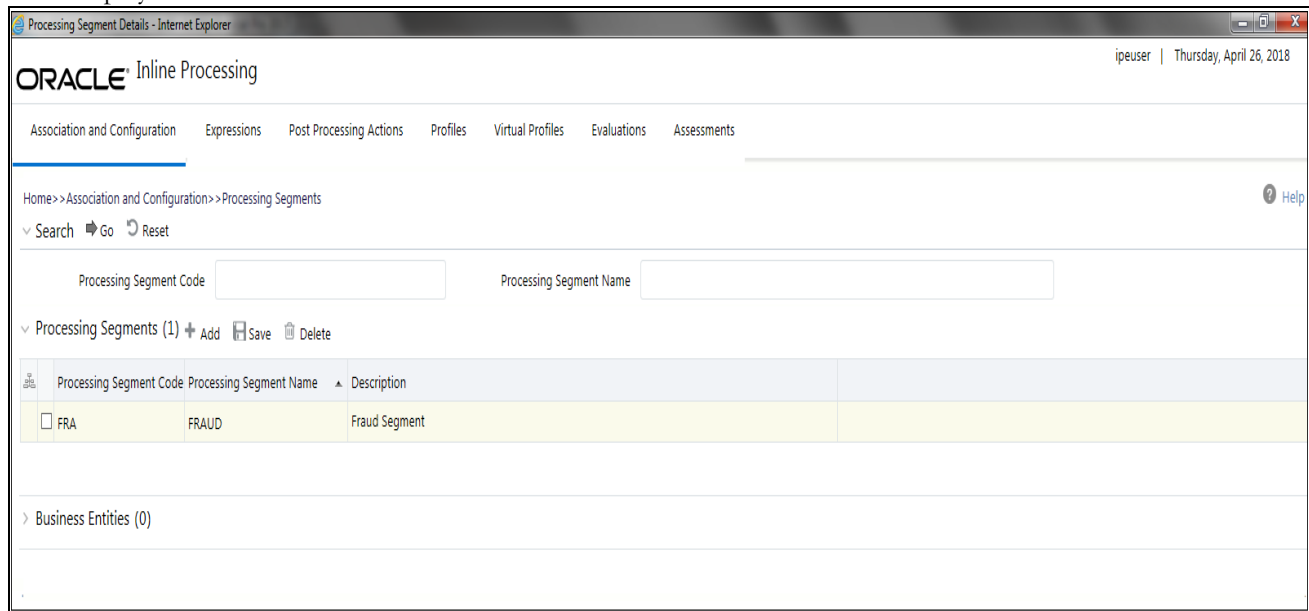 Processing Segment Details - Internet Explorer
ipeuser | Thursday, April 26, 2018
ORACLE® Inline Processing
Association and Configuration Expressions Post Processing Actions Profiles Virtual Profiles Evaluations Assessments
Home>>Association and Configuration>>Processing Segments
Help
Search Go Reset
Processing Segment Code Processing Segment Name
Processing Segments (1) Add Save Delete
Processing Segment Code Processing Segment Name Description
FRA FRAUD Fraud Segment
Business Entities (0)